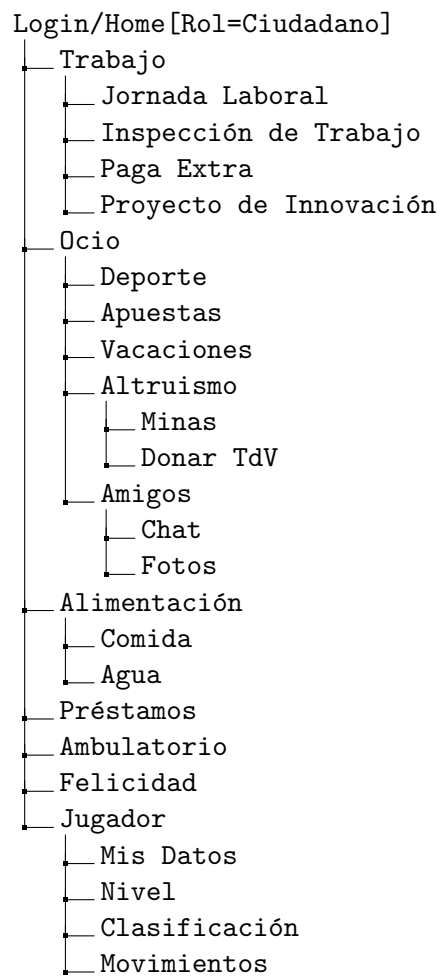 Login/Home[Rol=Ciudadano]
Trabajo
Jornada Laboral
Inspección de Trabajo
Paga Extra
Proyecto de Innovación
Ocio
Deporte
Apuestas
Vacaciones
Altruismo
Minas
Donar TdV
Amigos
Chat
Fotos
Alimentación
Comida
Agua
Préstamos
Ambulatorio
Felicidad
Jugador
Mis Datos
Nivel
Clasificación
Movimientos